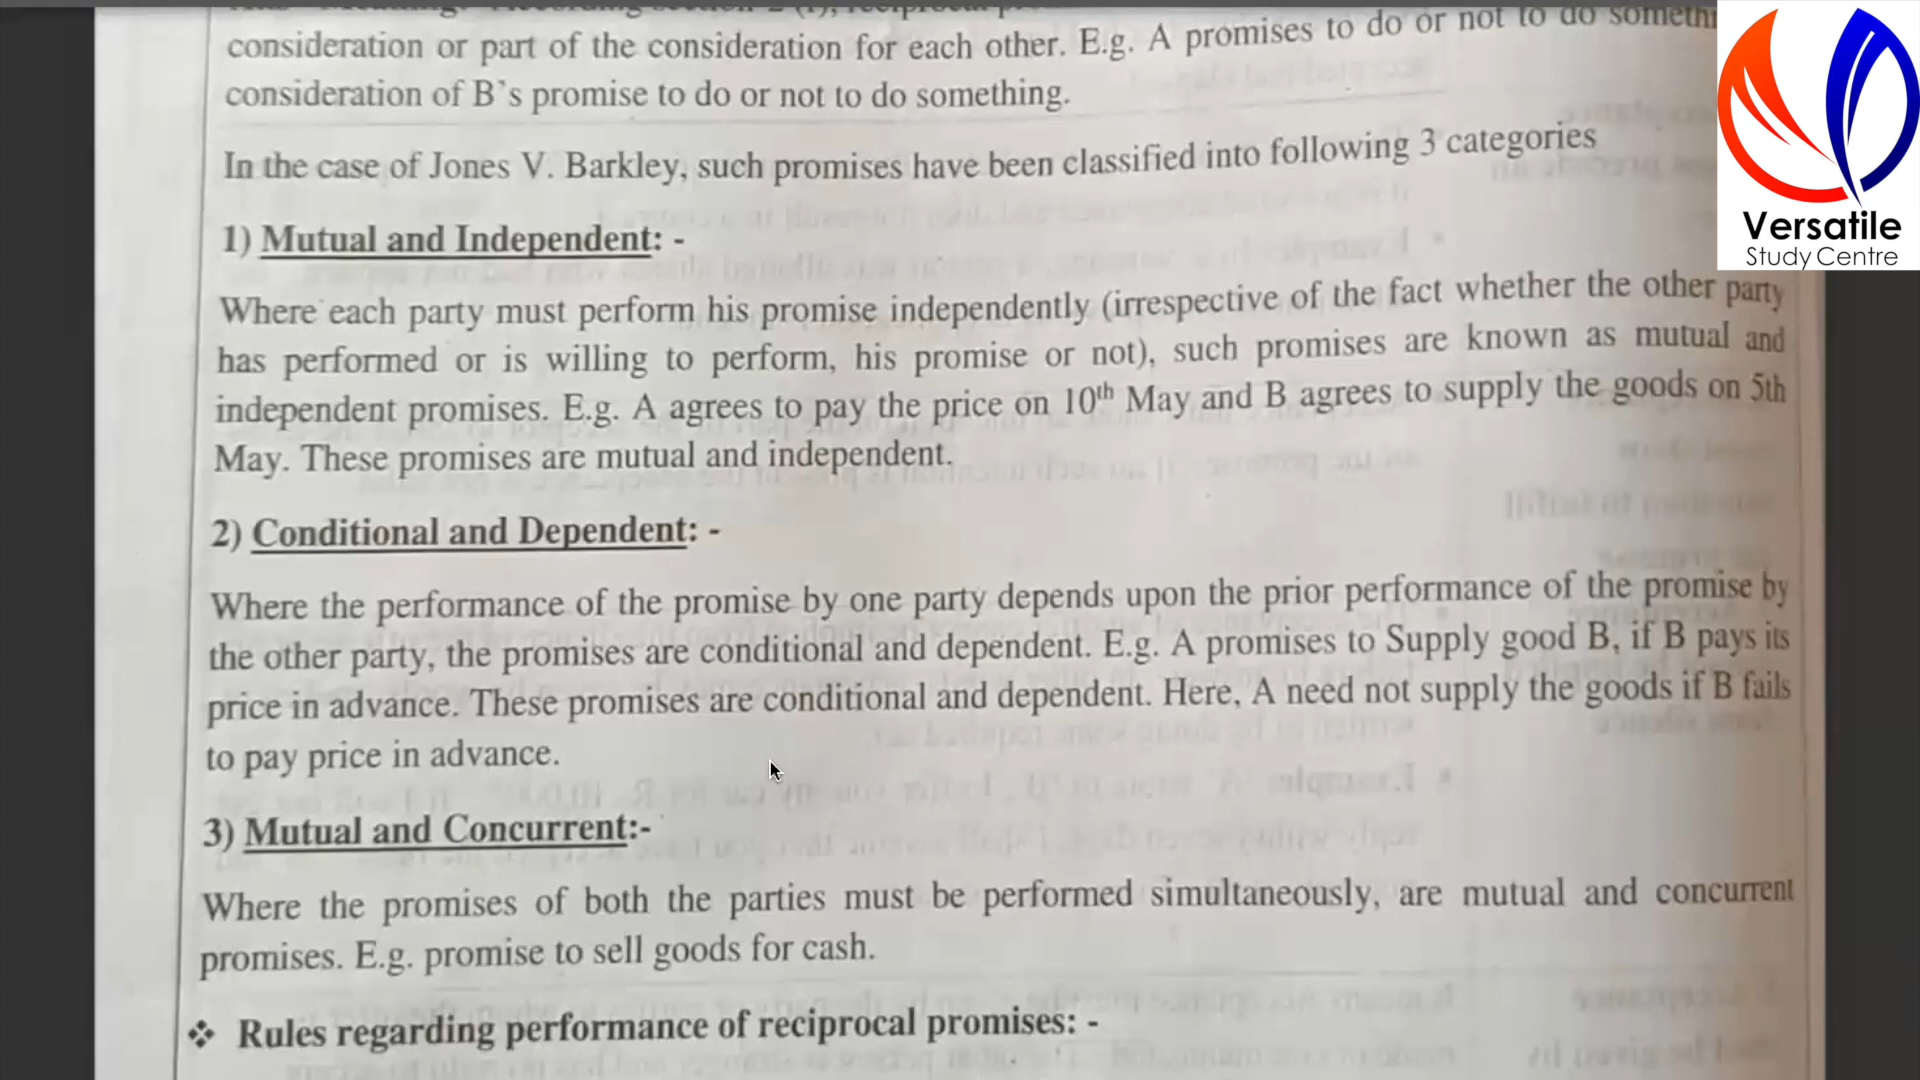 consideration or part of the consideration for each other. E.g. A promises to do or not to do
consideration of B's promise to do or not to do something.
In the case of Jones V. Barkley, such promises have been classified into following 3 categories
1) Mutual and Independent: -
Where each party must perform his promise independently (irrespective of the fact whether the other party
has performed or is willing to perform, his promise or not), such promises are known as mutual and
independent promises. E.g. A agrees to pay the price on 10th May and B agrees to supply the goods on 5th
May. These promises are mutual and independent.
2) Conditional and Dependent: -
Where the performance of the promise by one party depends upon the prior performance of the promise by
the other party, the promises are conditional and dependent. E.g. A promises to Supply good B, if B pays its
price in advance. These promises are conditional and dependent. Here, A need not supply the goods if B fails
to pay price in advance.
3) Mutual and Concurrent:-
Where the promises of both the parties must be performed simultaneously, are mutual and concurrent
promises. E.g. promise to sell goods for cash.
❖ Rules regarding performance of reciprocal promises: -
Versatile
Study Centre